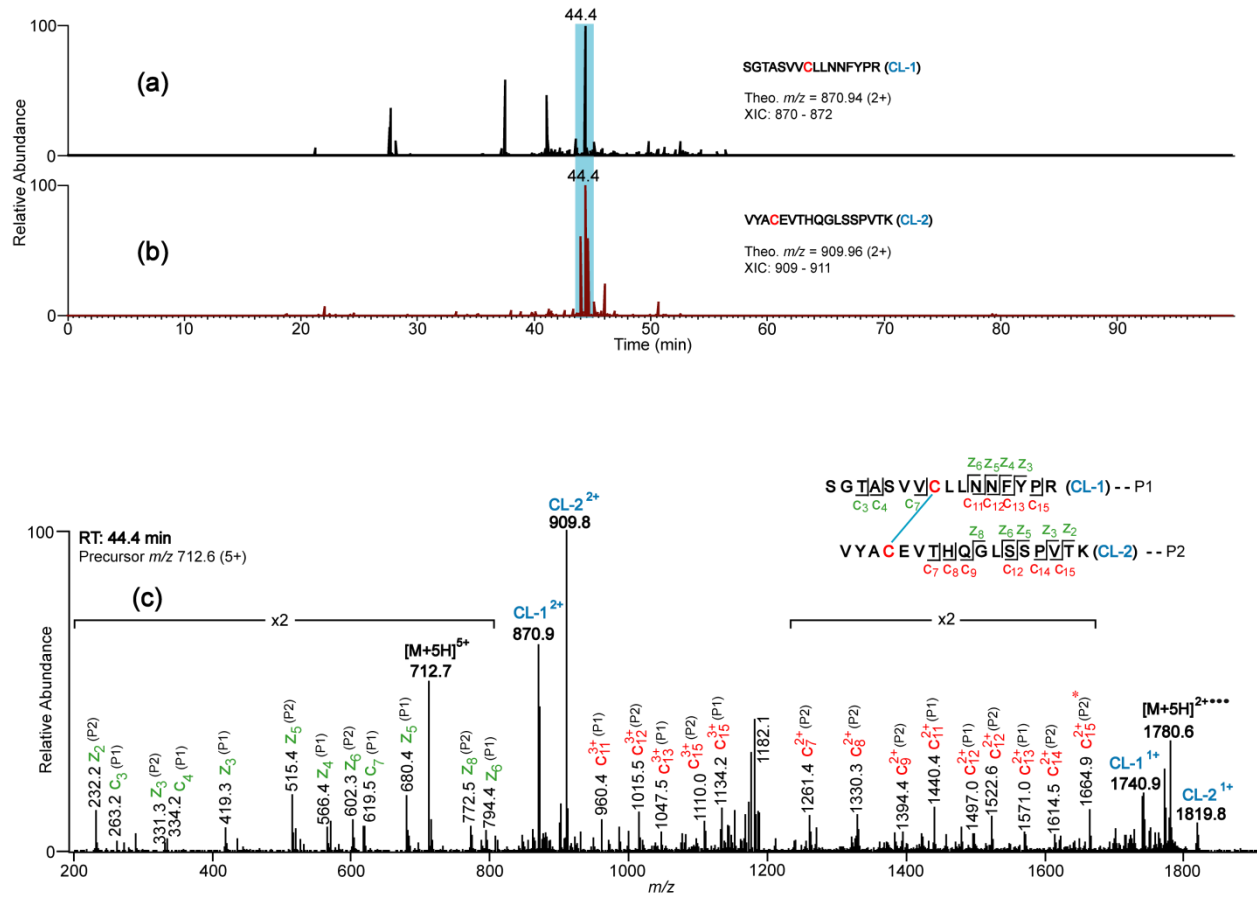 44.4
100
(a)
SGTASVVCLLNNFYPR (CL-1)
Theo. m/z = 870.94 (2+)
XIC: 870 - 872
0
100
44.4
(b)
VYACEVTHQGLSSPVTK (CL-2)
Theo. m/z = 909.96 (2+)
XIC: 909 - 911
0
Relative Abundance
0 10 20 30 40 50 60 70 80 90
Time (min)
z6 z5 z4 z3
S G T A S V V C L L N N F Y P R (CL-1) - - P1
c3 c4 c7 c11 c12 c13 c15
z8 z6 z5 z3 z2
V Y A C E V T H Q G L S S P V T K (CL-2) - - P2
c7 c8 c9 c12 c14 c15
100
RT: 44.4 min
Precursor m/z 712.6 (5+)
(c)
x2
x2
CL-2 2+
909.8
CL-1 2+
870.9
[M+5H]5+
712.7
232.2 z2 (P2)
263.2 c3 (P1)
331.3 z3 (P2)
334.2 c4 (P1)
419.3 z3 (P1)
515.4 z5 (P2)
566.4 z4 (P1)
602.3 z6 (P2)
619.5 c7 (P1)
680.4 z5 (P1)
772.5 z8 (P2)
794.4 z6 (P1)
960.4 c11 3+ (P1)
1015.5 c12 3+ (P2)
1047.5 c13 3+ (P1)
1110.0 c15 3+ (P2)
1134.2 c15 3+ (P1)
1182.1
1261.4 c7 2+ (P2)
1330.3 c8 2+ (P2)
1394.4 c9 2+ (P2)
1440.4 c11 2+ (P1)
1497.0 c12 2+ (P1)
1522.6 c12 2+ (P2)
1571.0 c13 2+ (P1)
1614.5 c14 2+ (P2)
1664.9 c15 2+ (P2) *
[M+5H]2+••••
1780.6
CL-1 1+
1740.9
CL-2 1+
1819.8
Relative Abundance
0
200 400 600 800 1000 1200 1400 1600 1800
m/z